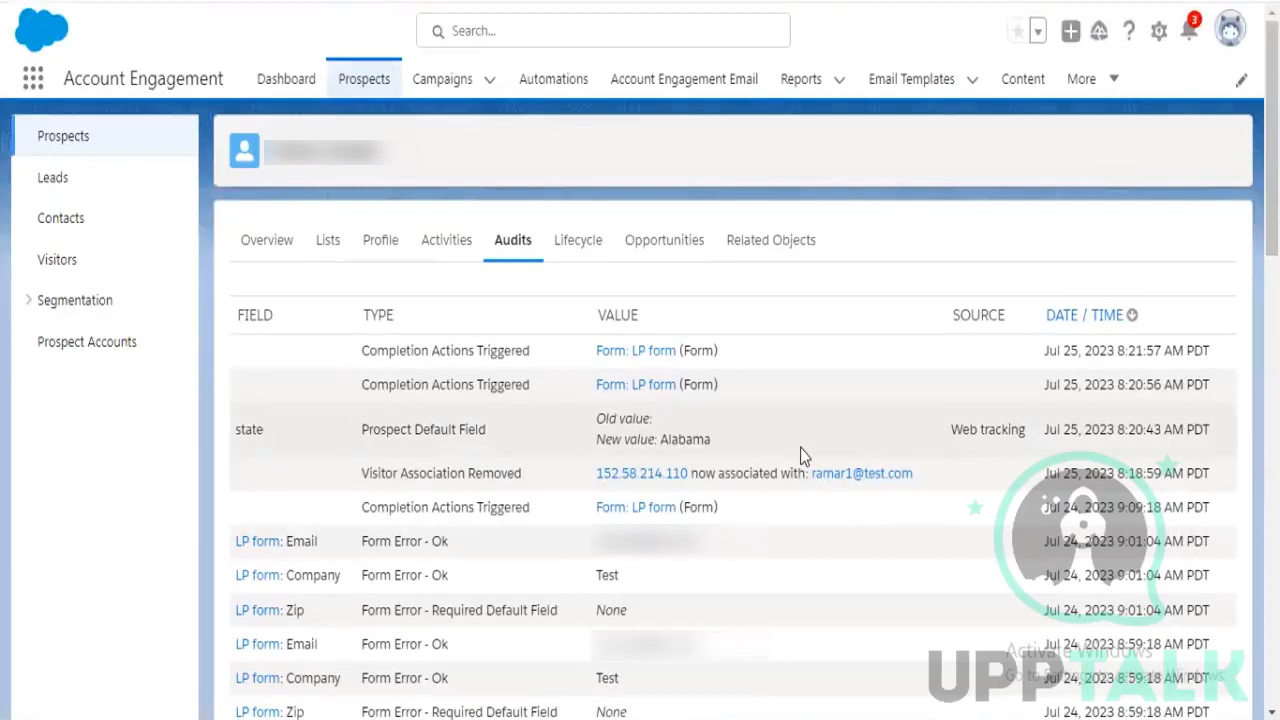 Search...
3
Account Engagement Dashboard Prospects Campaigns Automations Account Engagement Email Reports Email Templates Content More
Prospects
Leads
Contacts
Visitors
Segmentation
Prospect Accounts
Overview Lists Profile Activities Audits Lifecycle Opportunities Related Objects
FIELD TYPE VALUE SOURCE DATE / TIME
Completion Actions Triggered Form: LP form (Form) Jul 25, 2023 8:21:57 AM PDT
Completion Actions Triggered Form: LP form (Form) Jul 25, 2023 8:20:56 AM PDT
Old value:
state Prospect Default Field Web tracking Jul 25, 2023 8:20:43 AM PDT
New value: Alabama
Visitor Association Removed 152.58.214.110 now associated with: ramar1@test.com Jul 25, 2023 8:18:59 AM PDT
Completion Actions Triggered Form: LP form (Form) Jul 24, 2023 9:09:18 AM PDT
LP form: Email Form Error - Ok Jul 24, 2023 9:01:04 AM PDT
LP form: Company Form Error - Ok Test Jul 24, 2023 9:01:04 AM PDT
LP form: Zip Form Error - Required Default Field None Jul 24, 2023 9:01:04 AM PDT
LP form: Email Form Error - Ok Jul 24, 2023 8:59:18 AM PDT
Activate Windows
LP form: Company Form Error - Ok Test Jul 24, 2023 8:59:18 AM PDT
UPPTALK
LP form: Zip Form Error - Required Default Field None Jul 24, 2023 8:59:18 AM PDT